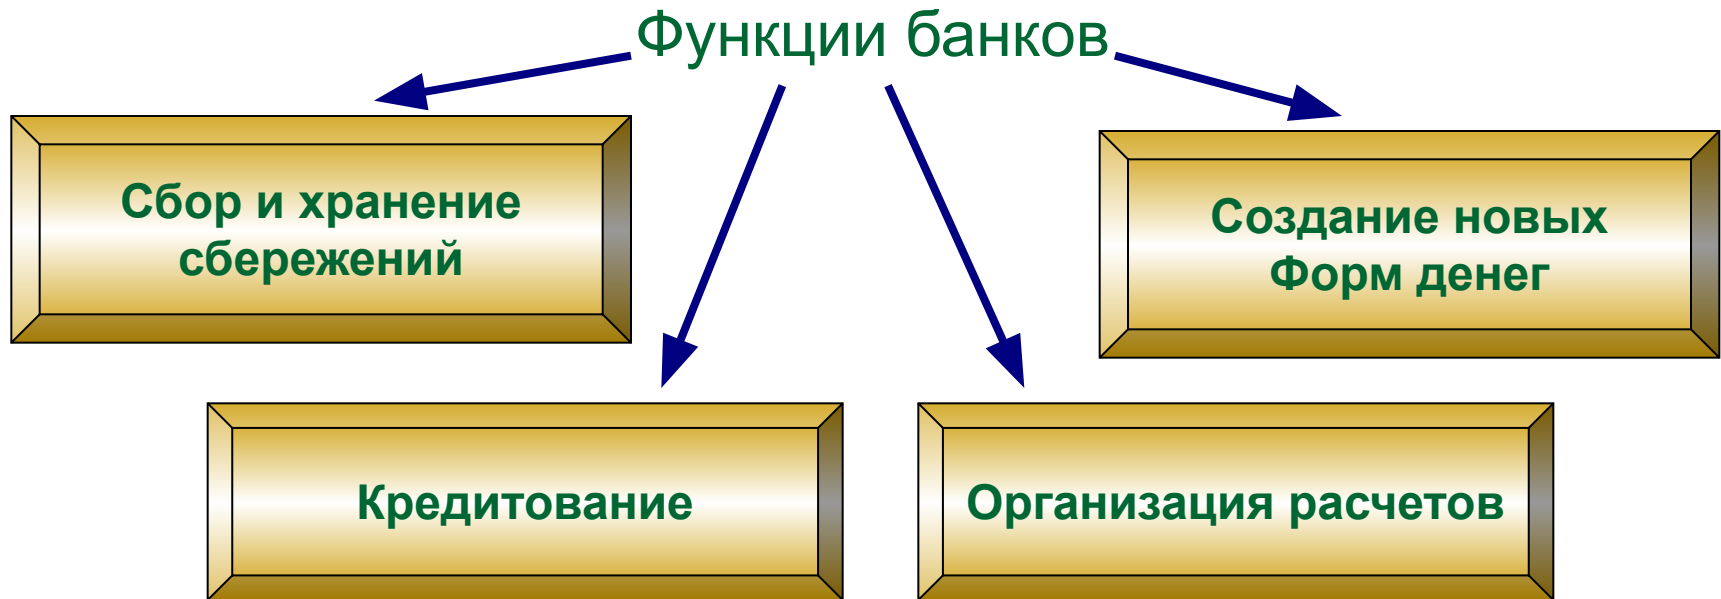 Функции банков
Сбор и хранение
сбережений
Создание новых
Форм денег
Кредитование
Организация расчетов